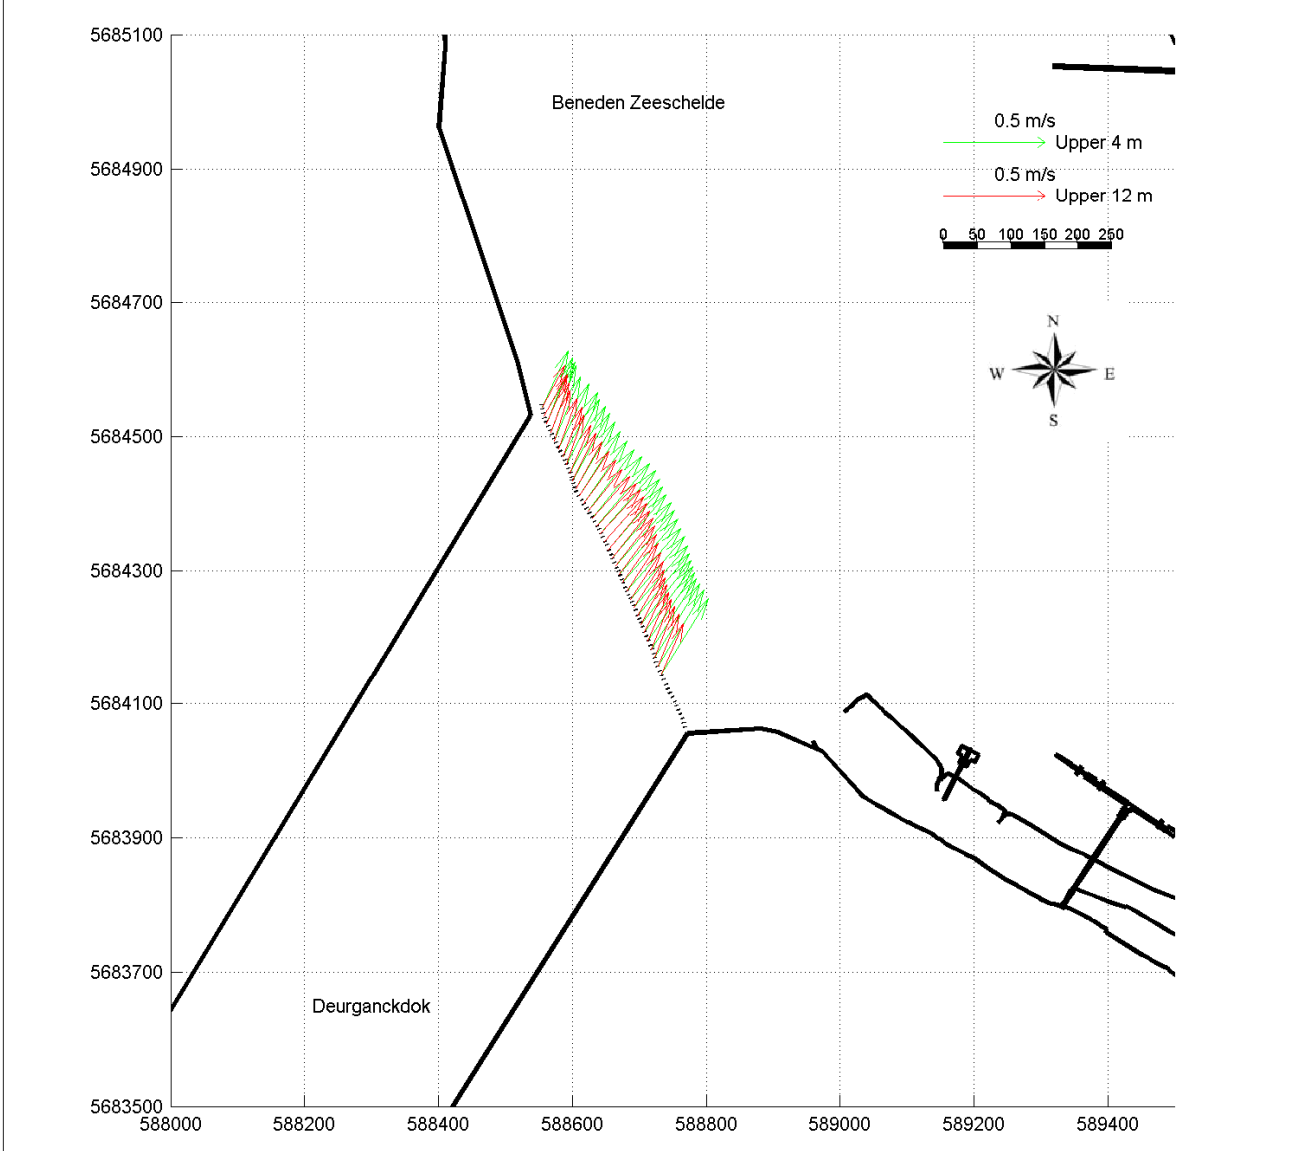 5685100
Beneden Zeeschelde
0.5 m/s
Upper 4 m
5684900
0.5 m/s
Upper 12 m
0 50 100 150 200 250
5684700
N
W E
S
5684500
5684300
5684100
5683900
5683700
Deurganckdok
5683500
588000 588200 588400 588600 588800 589000 589200 589400